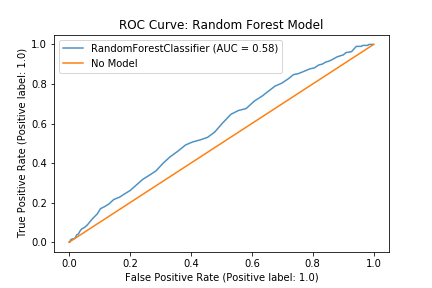 ROC Curve: Random Forest Model
RandomForestClassifier (AUC = 0.58)
No Model
True Positive Rate (Positive label: 1.0)
1.0
0.8
0.6
0.4
0.2
0.0
0.0 0.2 0.4 0.6 0.8 1.0
False Positive Rate (Positive label: 1.0)